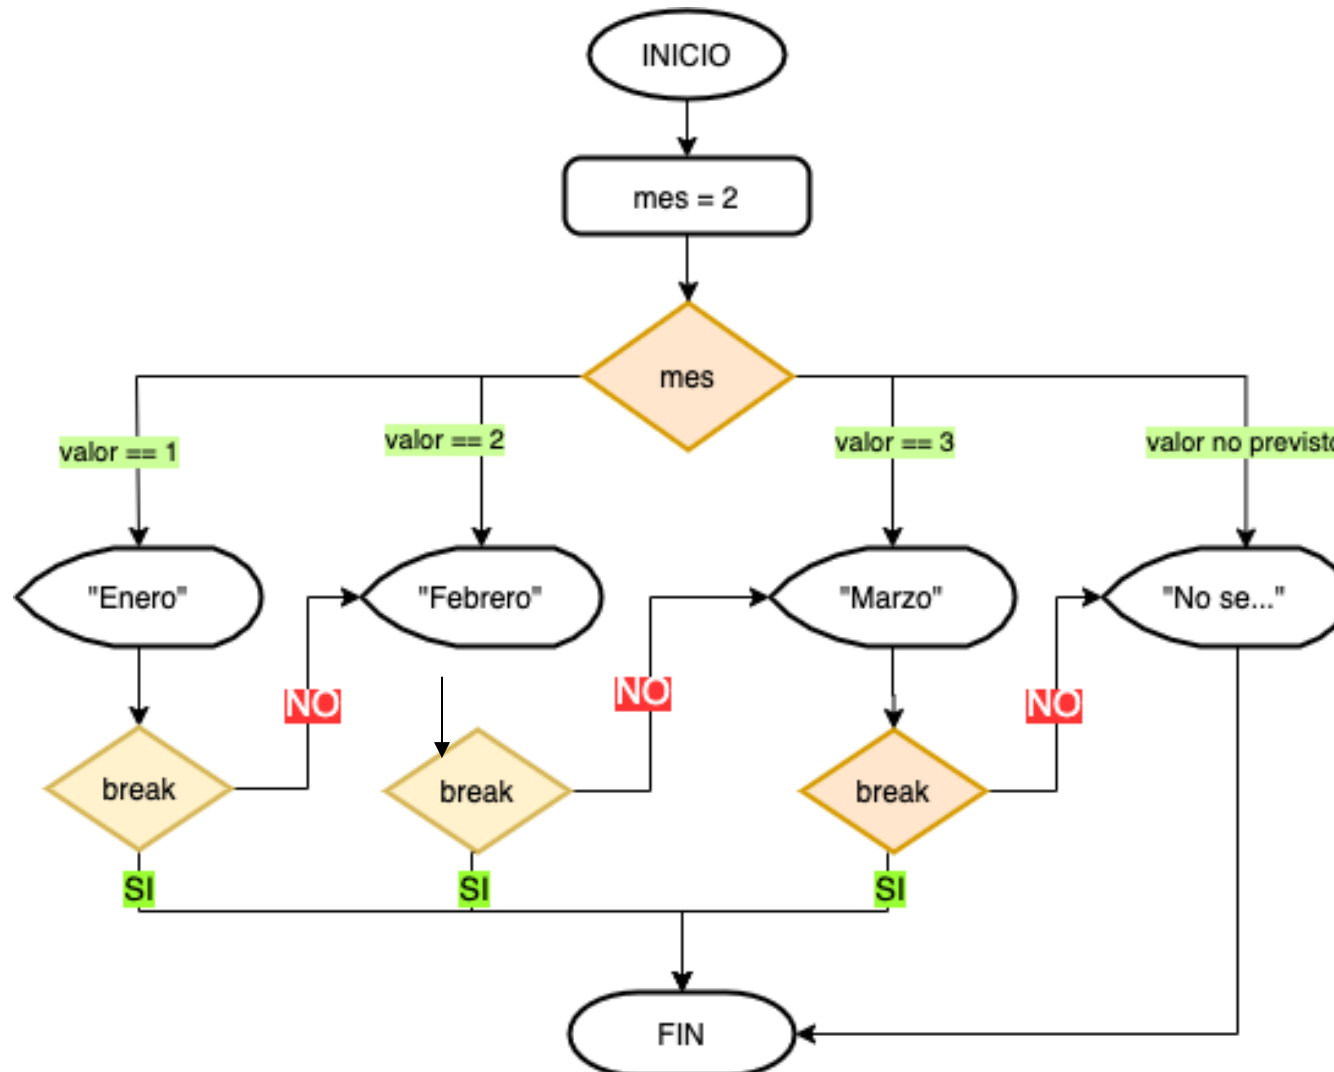 INICIO
mes = 2
mes
valor == 1
valor == 2
valor == 3
valor no previsto
"Enero"
"Febrero"
"Marzo"
"No se..."
NO
NO
NO
break
break
break
SI
SI
SI
FIN